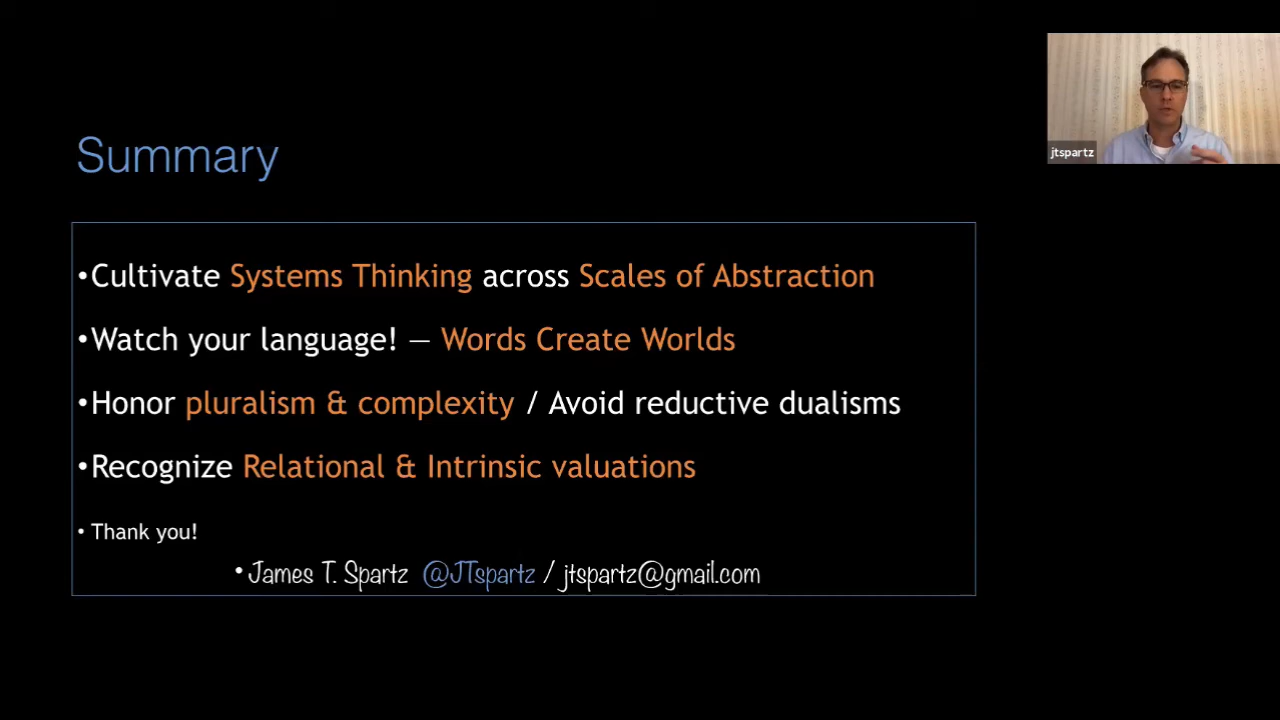 jtspartz
Summary
•Cultivate Systems Thinking across Scales of Abstraction
•Watch your language! — Words Create Worlds
•Honor pluralism & complexity / Avoid reductive dualisms
•Recognize Relational & Intrinsic valuations
• Thank you!
•James T. Spartz @JTspartz / jtspartz@gmail.com